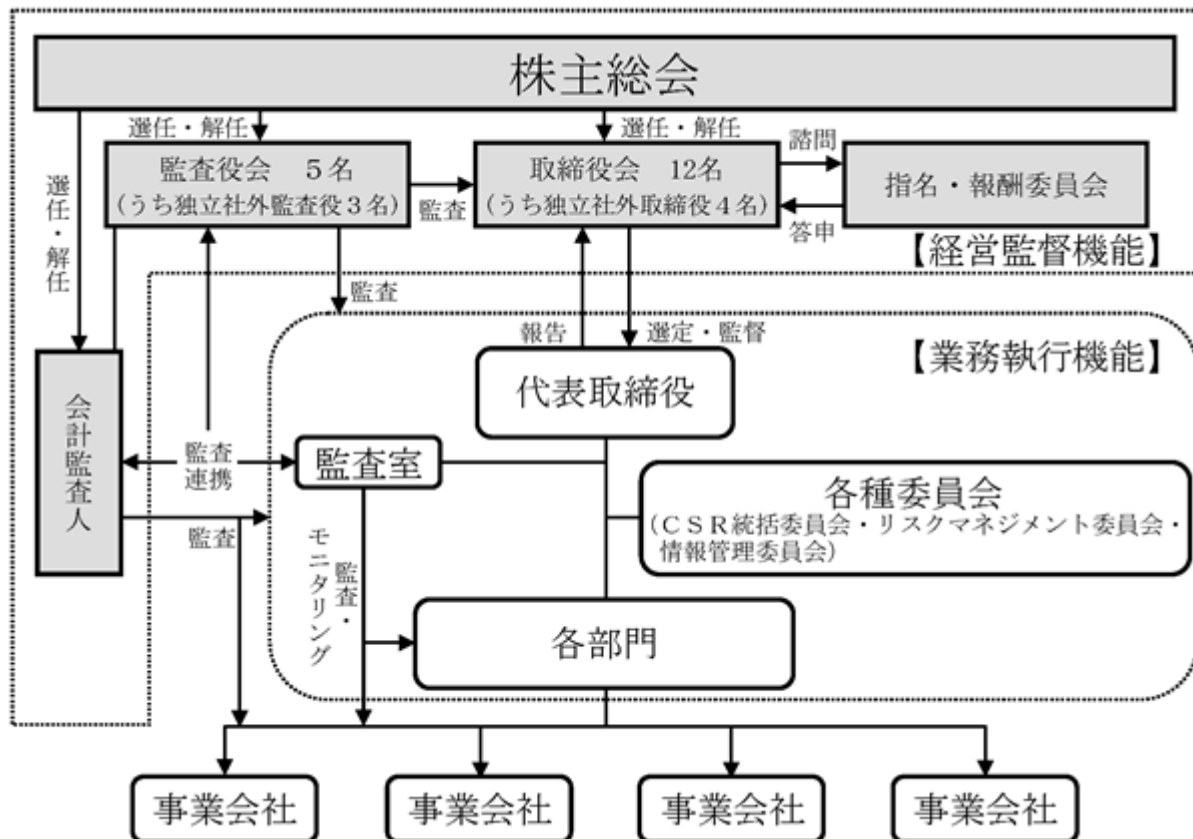 株主総会
選任・解任
選任・解任
選任・解任
諮問
監査役会　5名
(うち独立社外監査役3名)
監査
取締役会　12名
(うち独立社外取締役4名)
答申
指名・報酬委員会
【経営監督機能】
監査
報告
選定・監督
【業務執行機能】
代表取締役
会計監査人
監査
連携
監査室
各種委員会
(ＣＳＲ統括委員会・リスクマネジメント委員会・
情報管理委員会)
監査
監査・
モニタリング
各部門
事業会社
事業会社
事業会社
事業会社